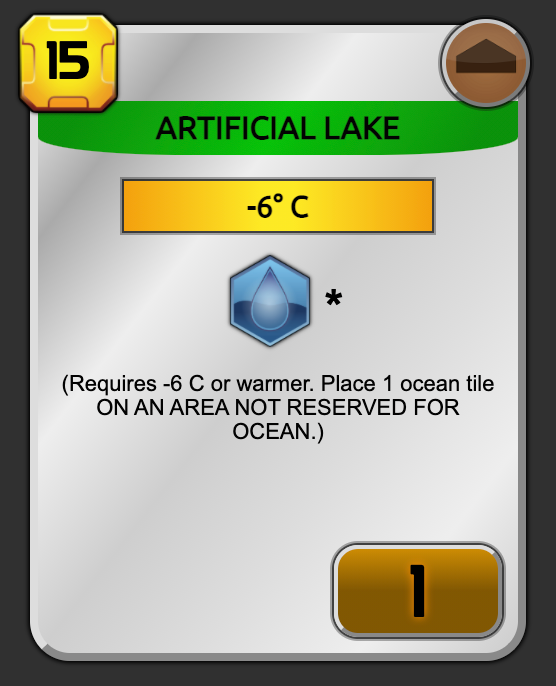 15
ARTIFICIAL LAKE
-6° C
*
(Requires -6 C or warmer. Place 1 ocean tile
ON AN AREA NOT RESERVED FOR
OCEAN.)
1